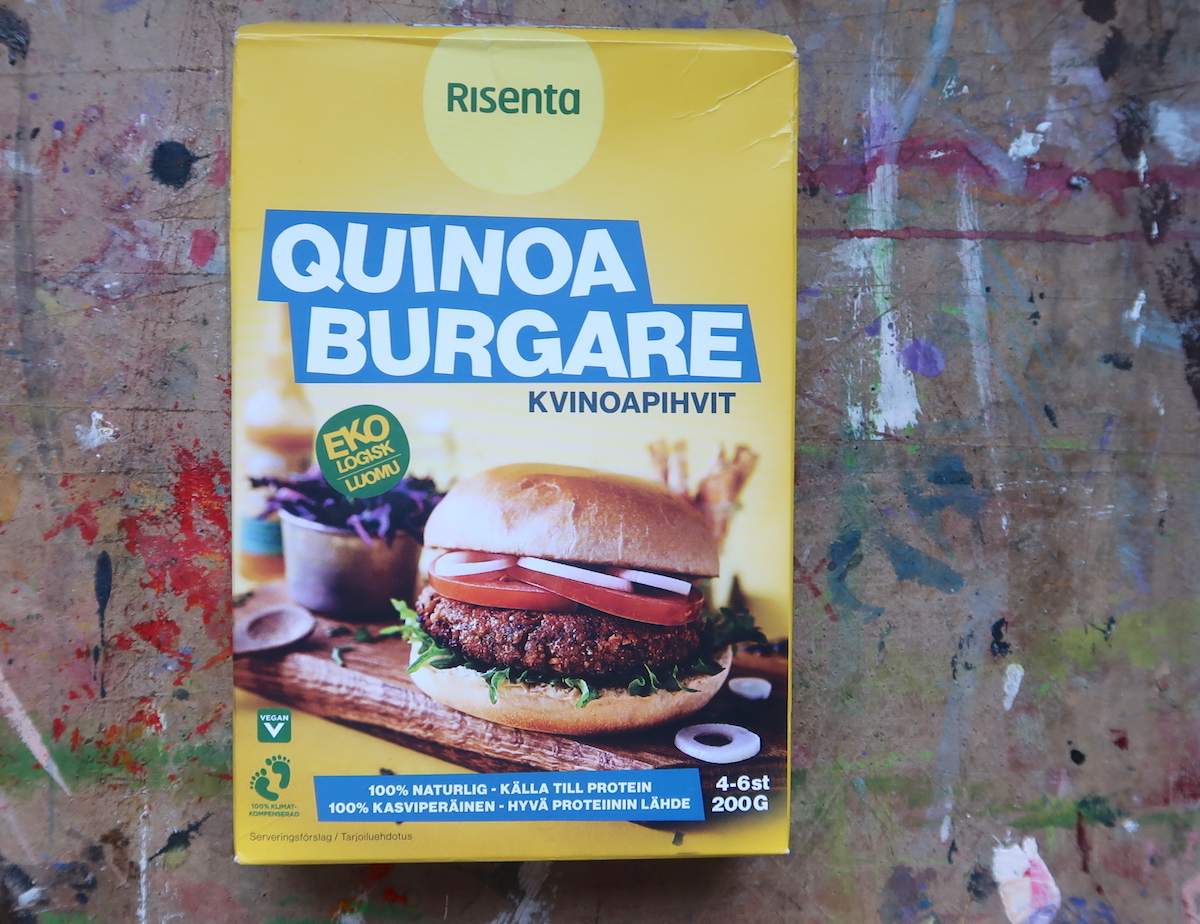 Risenta
QUINOA
BURGARE
KVINOAPIHVIT
EKO
LOGISK
LUOMU
VEGAN
V
100% KLIMAT-
KOMPENSERAD
100% NATURLIG - KÄLLA TILL PROTEIN
100% KASVIPERÄINEN - HYVÄ PROTEIININ LÄHDE
4-6st
200G
Serveringsförslag / Tarjoiluehdotus